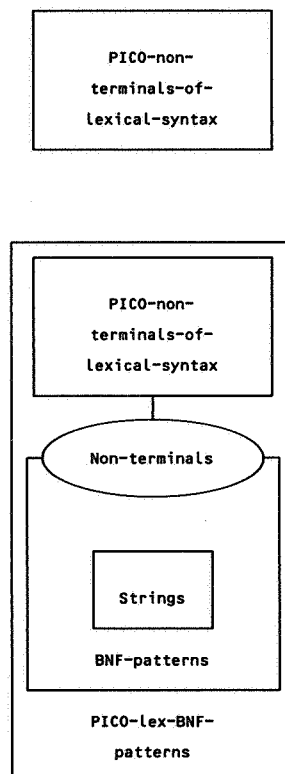 PICO-non-
terminals-of-
lexical-syntax
PICO-non-
terminals-of-
lexical-syntax
Non-terminals
Strings
BNF-patterns
PICO-lex-BNF-
patterns